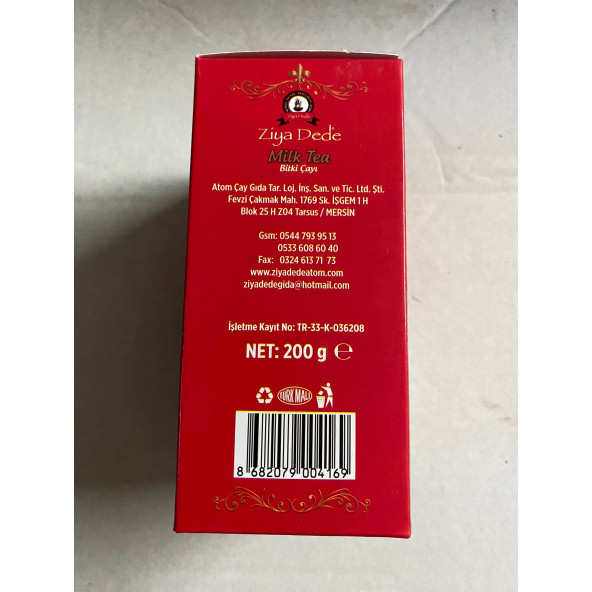 Ziya Dede
Ziya Dede
Milk Tea
Bitki Çayı
Atom Çay Gıda Tar. Loj. İnş. San. ve Tic. Ltd. Şti.
Fevzi Çakmak Mah. 1769 Sk. İŞGEM 1 H
Blok 25 H Z04 Tarsus / MERSİN
Gsm: 0544 793 95 13
0533 608 60 40
Fax: 0324 613 71 73
www.ziyadedeatom.com
ziyadedegida@hotmail.com
İşletme Kayıt No: TR-33-K-036208
NET: 200 g ℮
TÜRK MALI
8 682079 004169